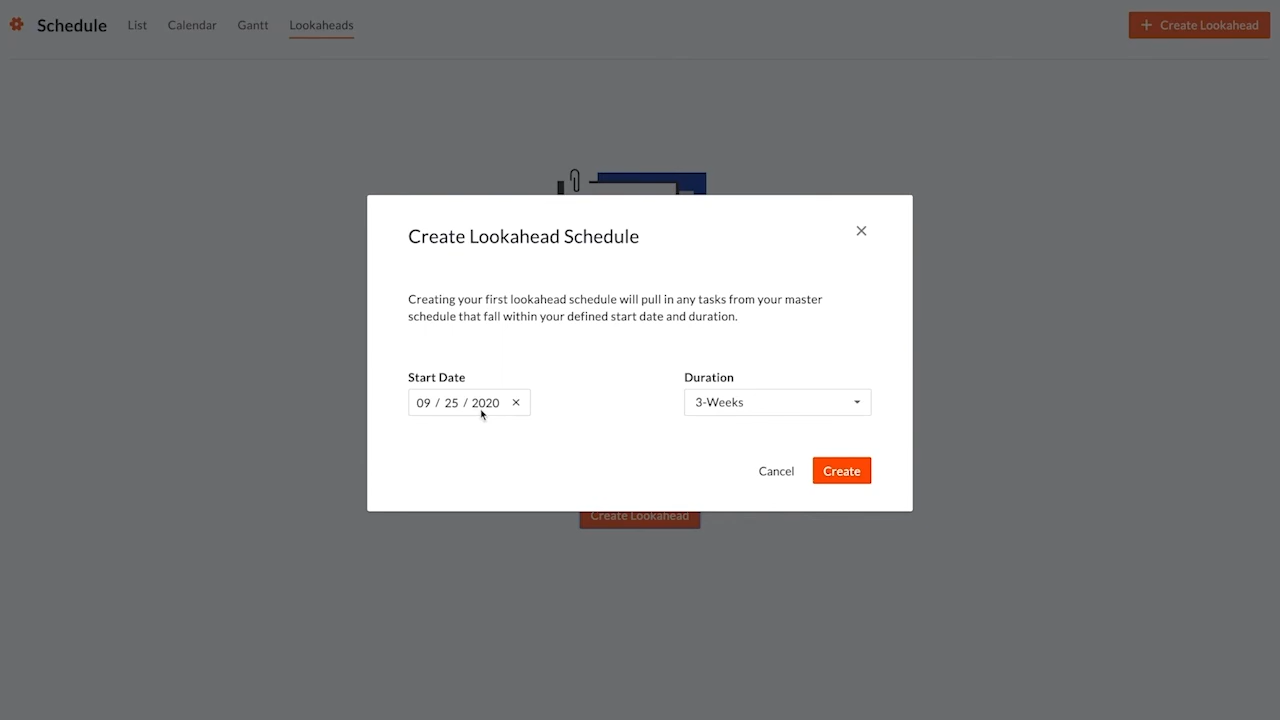 Schedule List Calendar Gantt Lookaheads
+ Create Lookahead
Create Lookahead Schedule
Creating your first lookahead schedule will pull in any tasks from your master
schedule that fall within your defined start date and duration.
Start Date
Duration
09 / 25 / 2020
3-Weeks
Cancel
Create
Create Lookahead